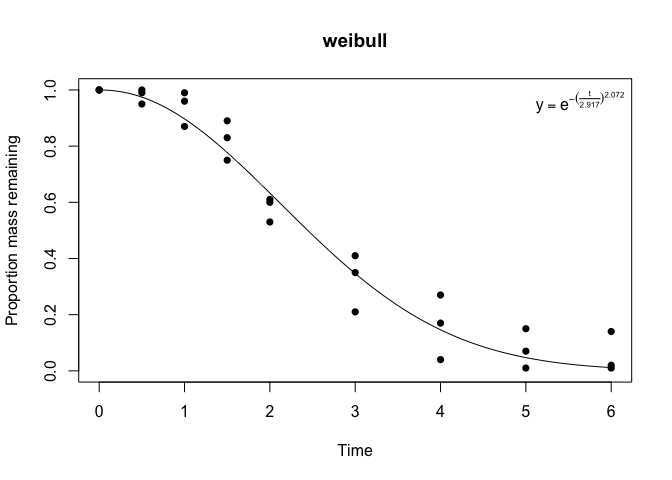 weibull
y = e^{-(\frac{t}{2.917})^{2.072}}
Proportion mass remaining
1.0
0.8
0.6
0.4
0.2
0.0
0 1 2 3 4 5 6
Time